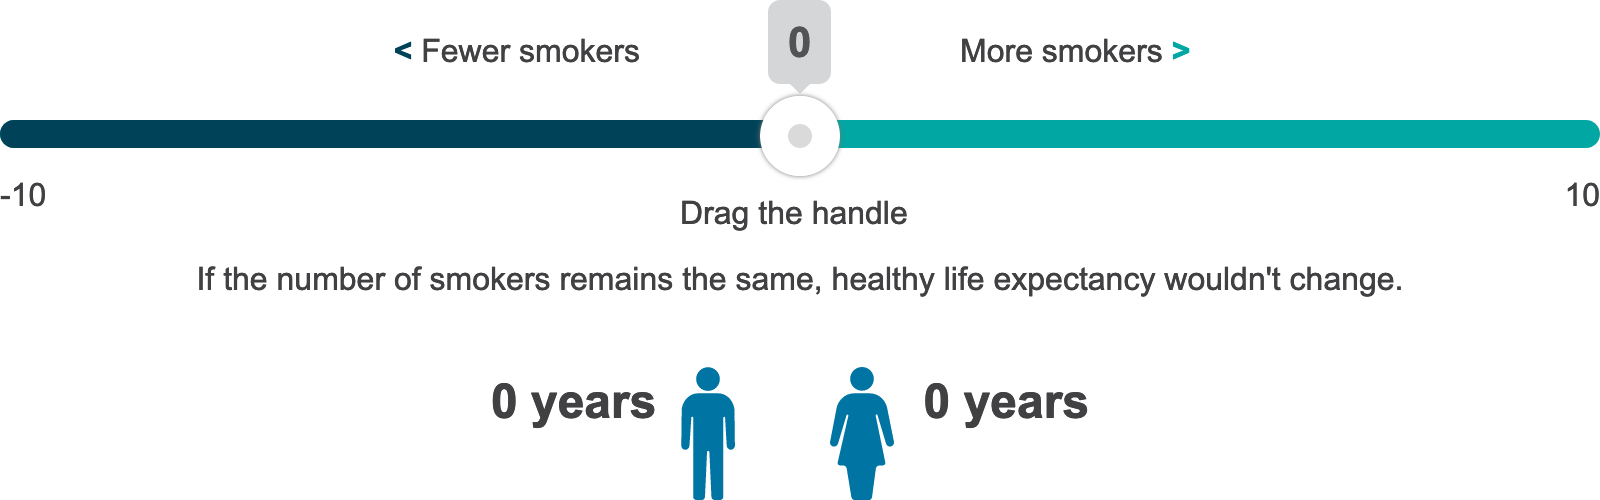 0
< Fewer smokers
More smokers >
-10
10
Drag the handle
If the number of smokers remains the same, healthy life expectancy wouldn't change.
0 years
0 years